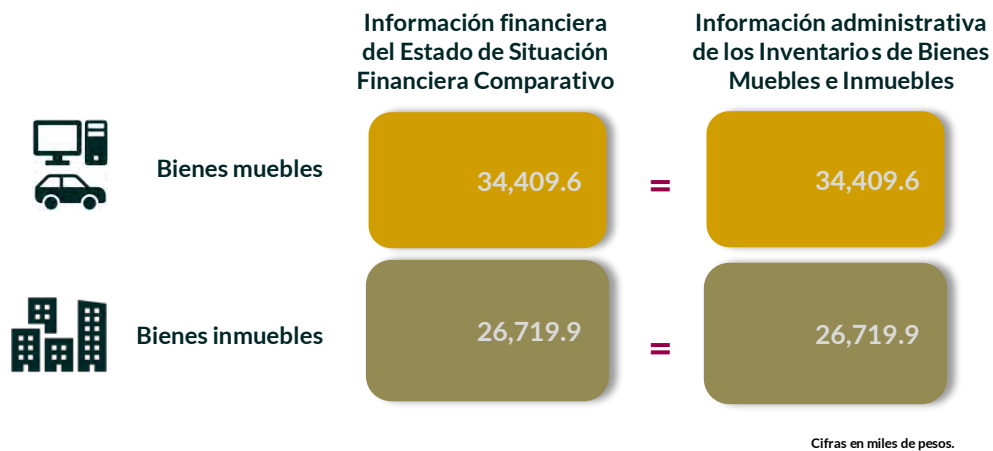 Información financiera
del Estado de Situación
Financiera Comparativo
Información administrativa
de los Inventarios de Bienes
Muebles e Inmuebles
Bienes muebles
34,409.6
=
34,409.6
Bienes inmuebles
26,719.9
=
26,719.9
Cifras en miles de pesos.